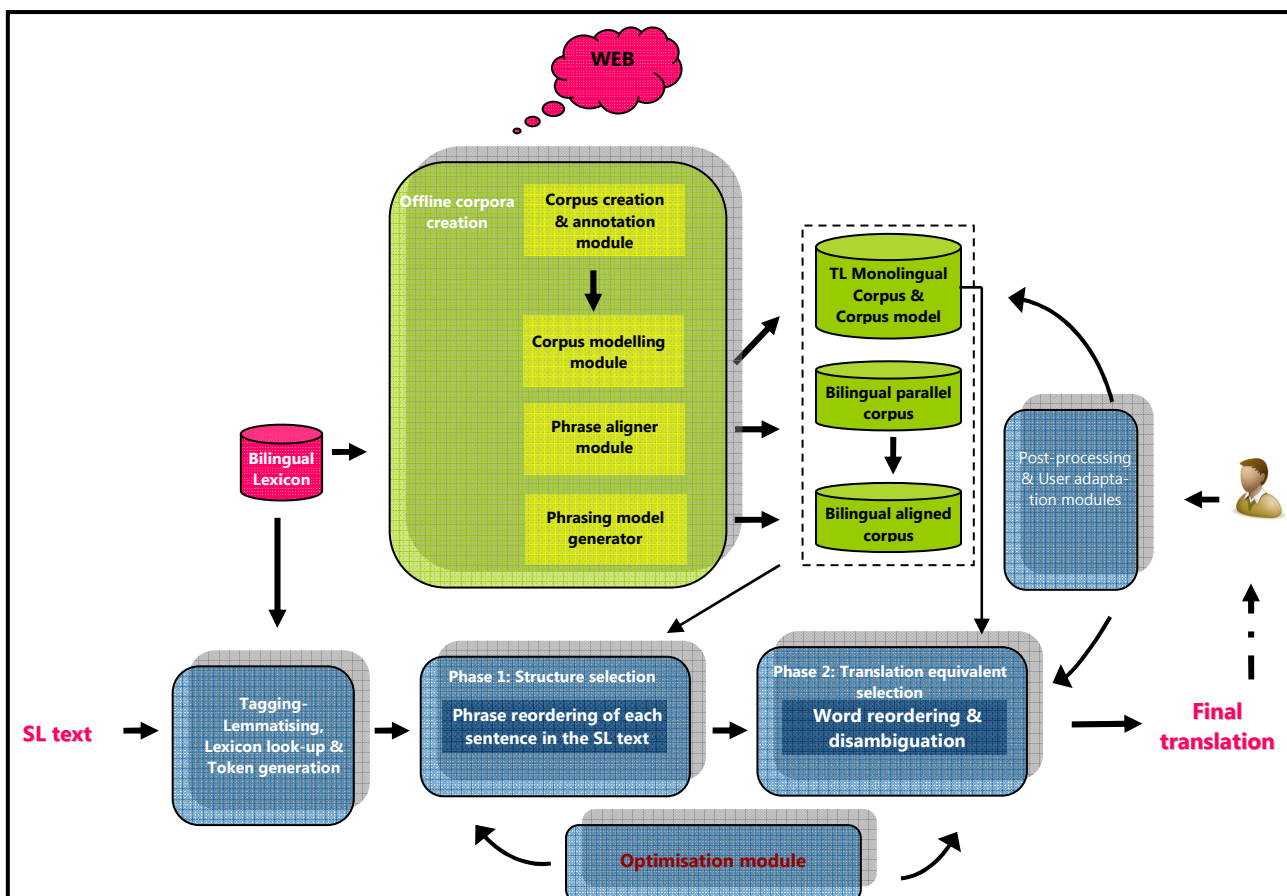 WEB
Offline corpora
creation
Corpus creation
& annotation
module
Corpus modelling
module
Phrase aligner
module
Phrasing model
generator
TL Monolingual
Corpus &
Corpus model
Bilingual parallel
corpus
Bilingual aligned
corpus
Bilingual
Lexicon
Post-processing
& User adapta-
tion modules
SL text
Tagging-
Lemmatising,
Lexicon look-up &
Token generation
Phase 1: Structure selection
Phrase reordering of each
sentence in the SL text
Phase 2: Translation equivalent
selection
Word reordering &
disambiguation
Final
translation
Optimisation module